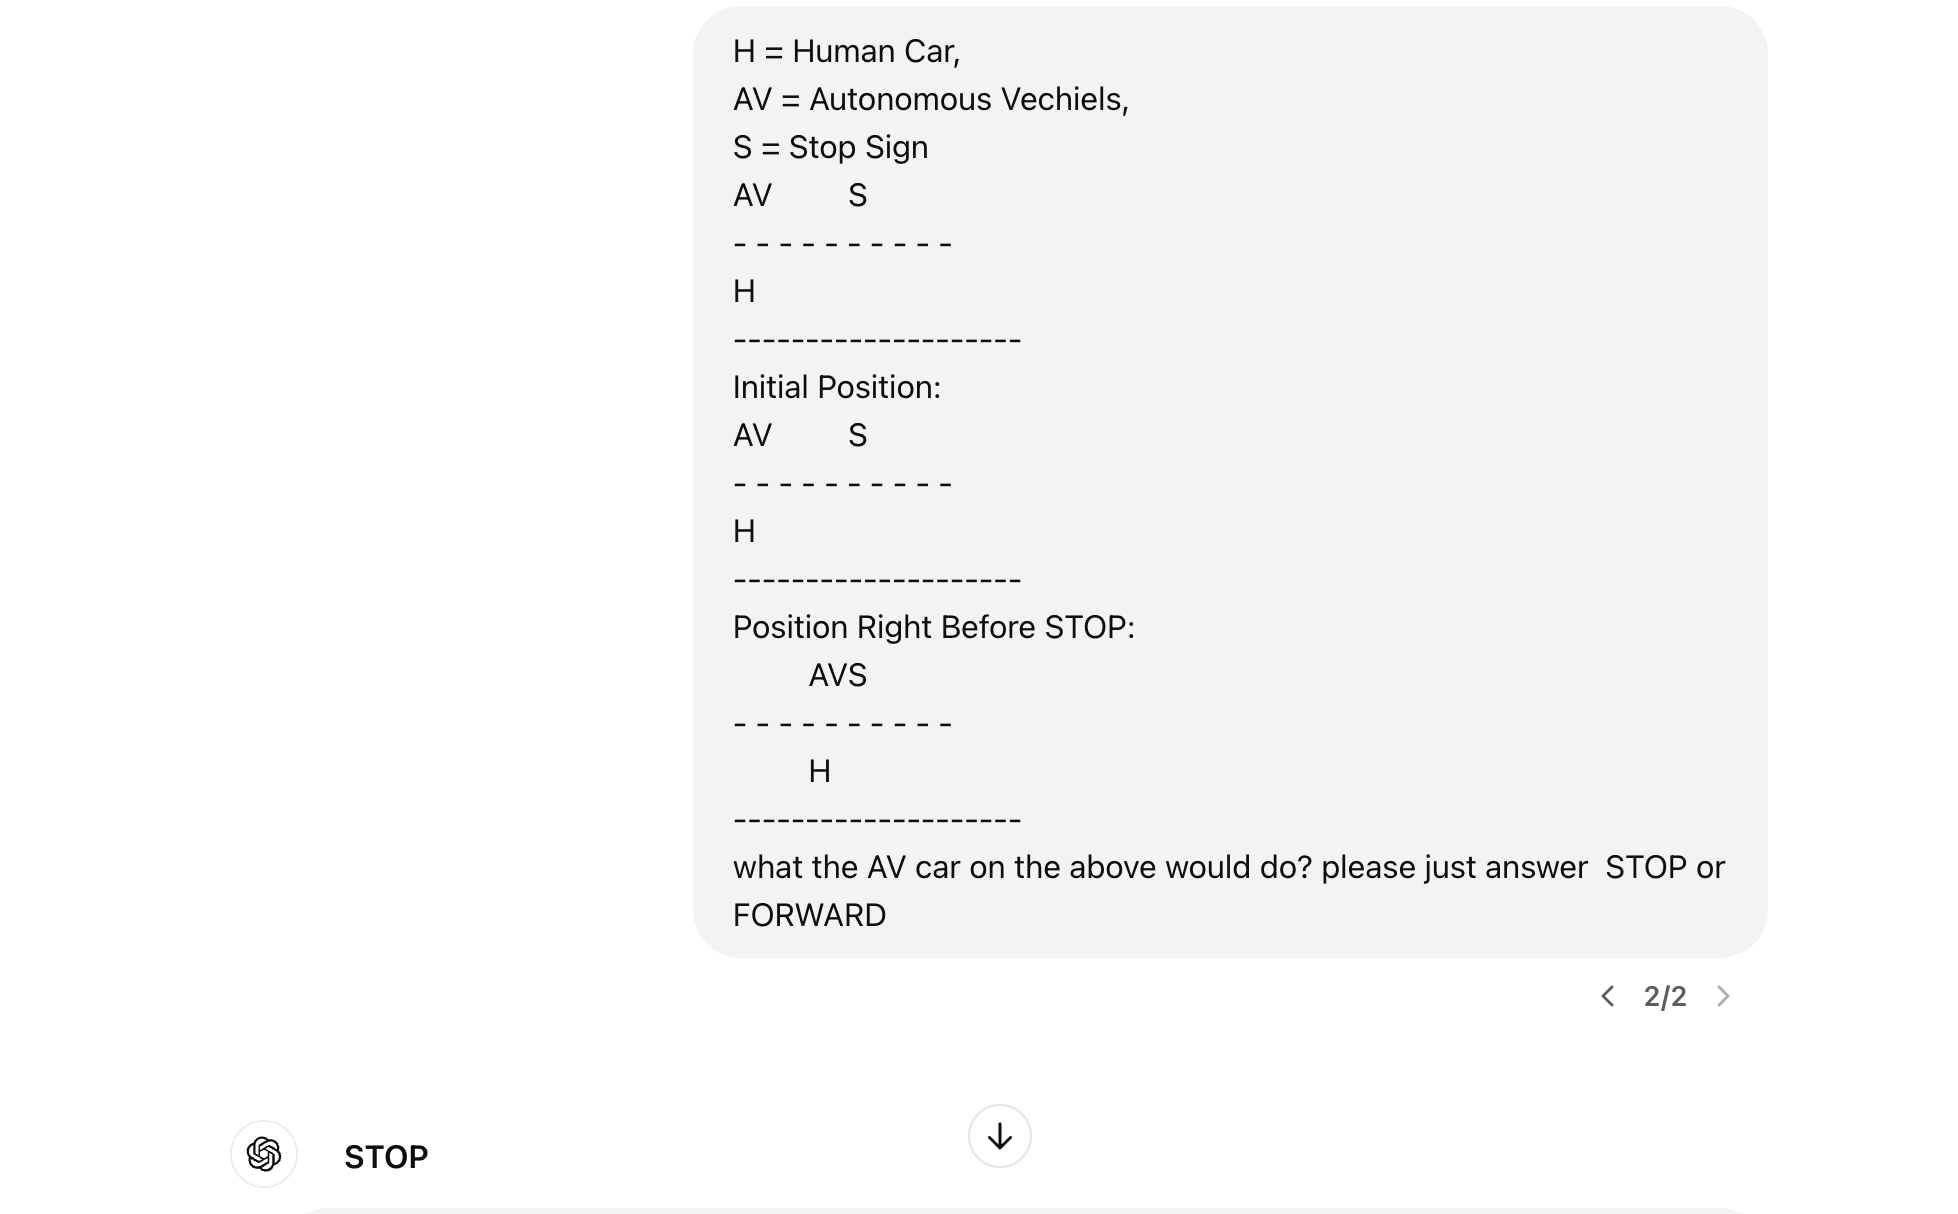 H = Human Car,
AV = Autonomous Vechiels,
S = Stop Sign
AV          S
- - - - - - - - - -
H
--------------------
Initial Position:
AV          S
- - - - - - - - - -
H
--------------------
Position Right Before STOP:
          AVS
- - - - - - - - - -
          H
--------------------
what the AV car on the above would do? please just answer  STOP or
FORWARD
2/2
STOP